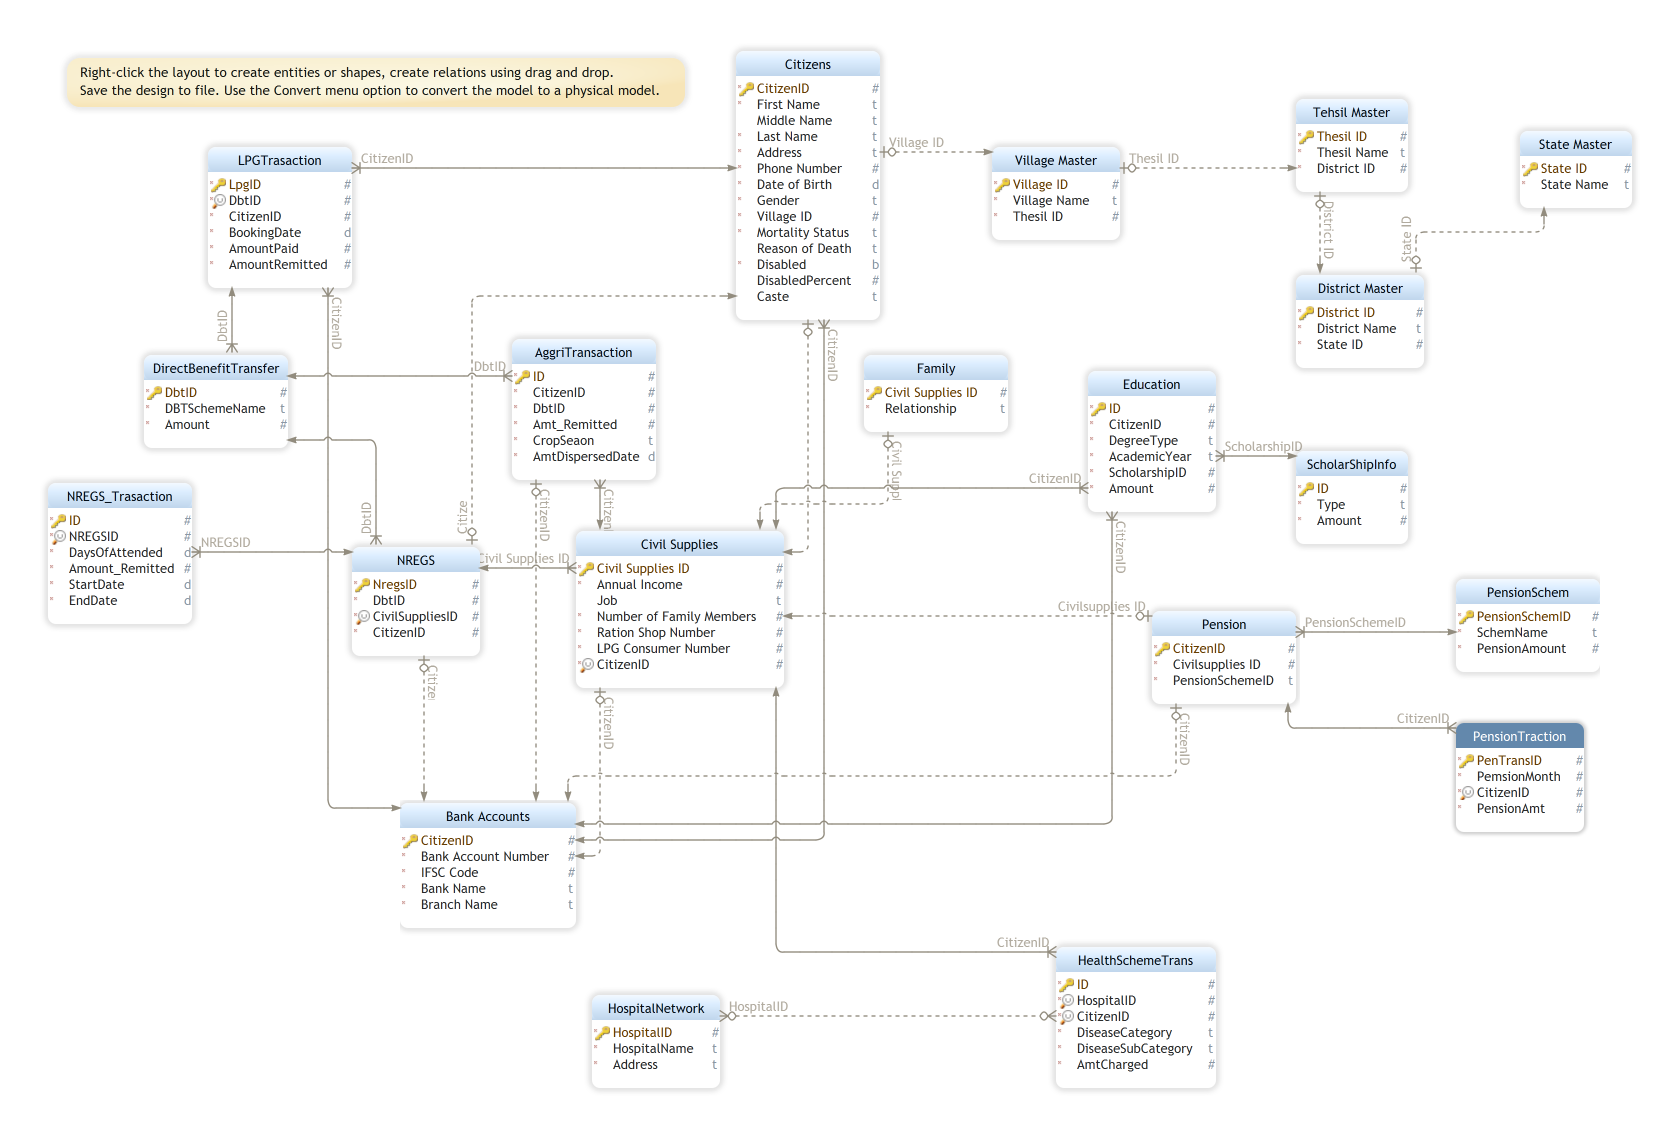 Right-click the layout to create entities or shapes, create relations using drag and drop.
Save the design to file. Use the Convert menu option to convert the model to a physical model.
Citizens
CitizenID #
First Name t
Middle Name t
Last Name t
Address t
Phone Number #
Date of Birth d
Gender t
Village ID #
Mortality Status t
Reason of Death t
Disabled b
DisabledPercent #
Caste t
Village ID
Village Master
Village ID #
Village Name t
Thesil ID #
Thesil ID
Tehsil Master
Thesil ID #
Thesil Name t
District ID #
State Master
State ID #
State Name t
District ID
State ID
District Master
District ID #
District Name t
State ID #
LPGTrasaction
LpgID #
DbtID #
CitizenID #
BookingDate d
AmountPaid #
AmountRemitted #
CitizenID
CitizenID
DbtID
DirectBenefitTransfer
DbtID #
DBTSchemeName t
Amount #
DbtID
AggriTransaction
ID #
CitizenID #
DbtID #
Amt_Remitted #
CropSeaon t
AmtDispersedDate d
CitizenID
CitizenID
Family
Civil Supplies ID #
Relationship t
Civil Suppl
Education
ID #
CitizenID #
DegreeType t
AcademicYear t
ScholarshipID #
Amount #
CitizenID
ScholarshipID
CitizenID
ScholarShipInfo
ID #
Type t
Amount #
NREGS_Trasaction
ID #
NREGSID #
DaysOfAttended d
Amount_Remitted #
StartDate d
EndDate d
NREGSID
DbtID
Citize
NREGS
NregsID #
DbtID #
CivilSuppliesID #
CitizenID #
Citizei
Civil Supplies ID
CitizenI
Civil Supplies
Civil Supplies ID #
Annual Income #
Job t
Number of Family Members #
Ration Shop Number #
LPG Consumer Number #
CitizenID #
CitizenID
Civilsupplies ID
Pension
CitizenID #
Civilsupplies ID #
PensionSchemeID t
PensionSchemeID
CitizenID
PensionSchem
PensionSchemID #
SchemName t
PensionAmount #
CitizenID
PensionTraction
PenTransID #
PemsionMonth #
CitizenID #
PensionAmt #
Bank Accounts
CitizenID #
Bank Account Number #
IFSC Code #
Bank Name t
Branch Name t
CitizenID
HealthSchemeTrans
ID #
HospitalID #
CitizenID #
DiseaseCategory t
DiseaseSubCategory t
AmtCharged #
HospitalID
HospitalNetwork
HospitalID #
HospitalName t
Address t